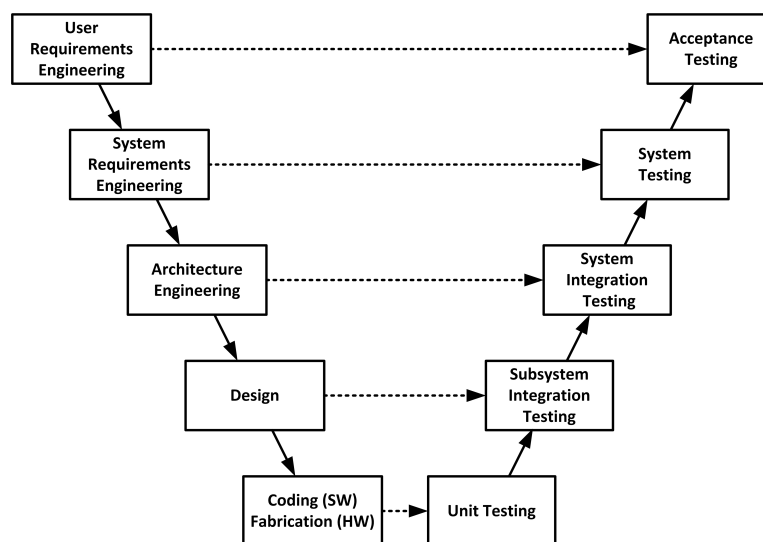 User
Requirements
Engineering
Acceptance
Testing
System
Requirements
Engineering
System
Testing
Architecture
Engineering
System
Integration
Testing
Design
Subsystem
Integration
Testing
Coding (SW)
Fabrication (HW)
Unit Testing